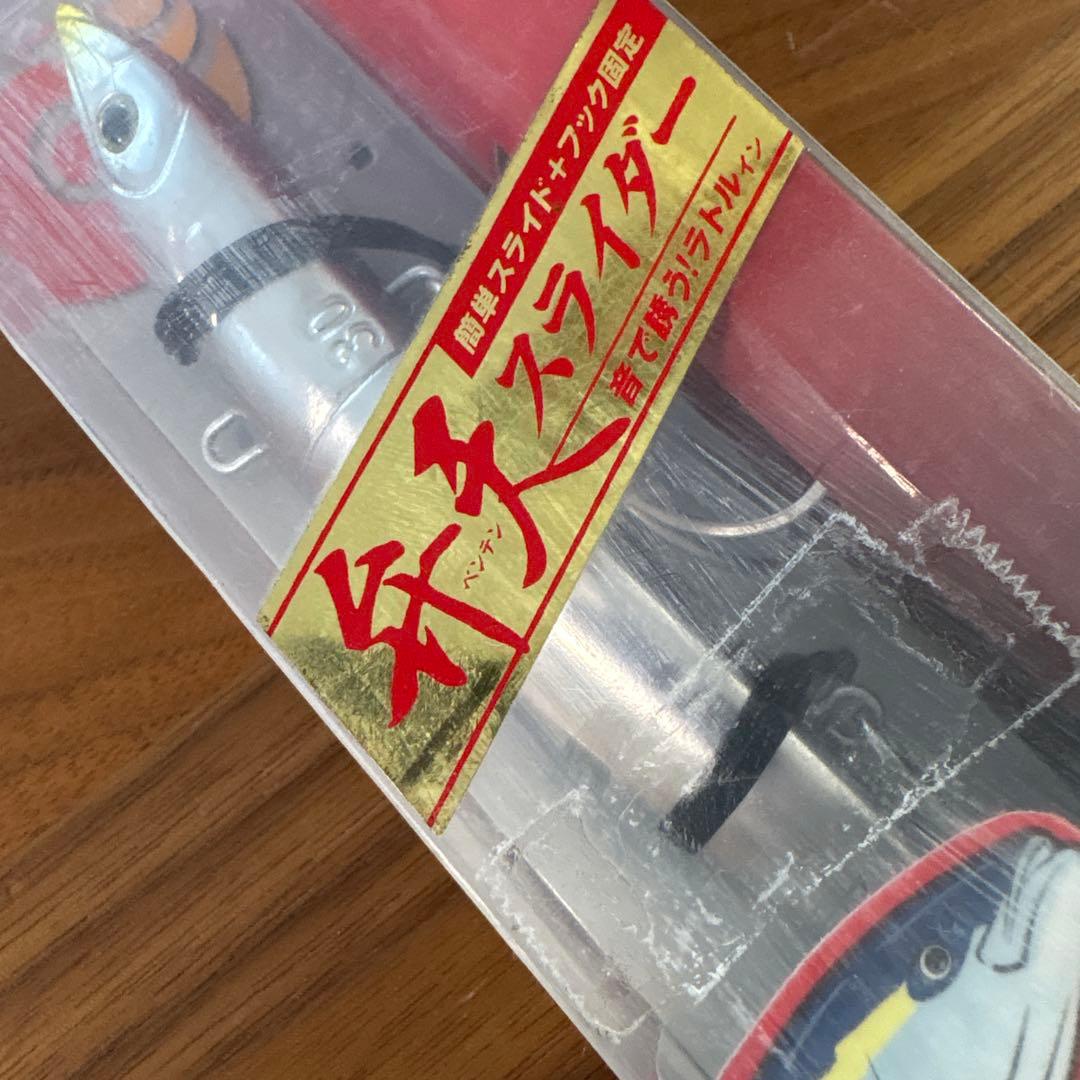 簡単スライド+フック固定
弁天スライダー
ベンテン
音で誘う!ラトルイン
30